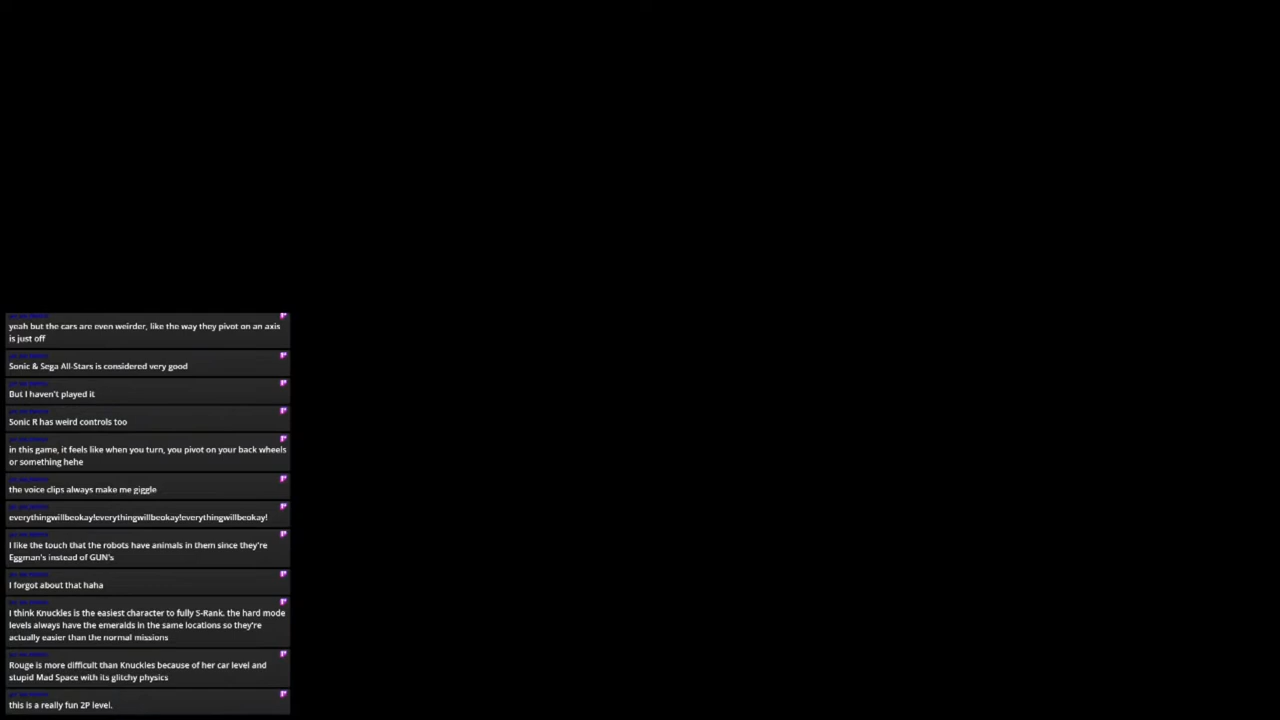 yeah but the cars are even weirder, like the way they pivot on an axis
is just off
Sonic & Sega All-Stars is considered very good
But I haven't played it
Sonic R has weird controls too
in this game, it feels like when you turn, you pivot on your back wheels
or something hehe
the voice clips always make me giggle
everythingwillbeokay!everythingwillbeokay!everythingwillbeokay!
I like the touch that the robots have animals in them since they're
Eggman's instead of GUN's
I forgot about that haha
I think Knuckles is the easiest character to fully S-Rank. the hard mode
levels always have the emeralds in the same locations so they're
actually easier than the normal missions
Rouge is more difficult than Knuckles because of her car level and
stupid Mad Space with its glitchy physics
this is a really fun 2P level.